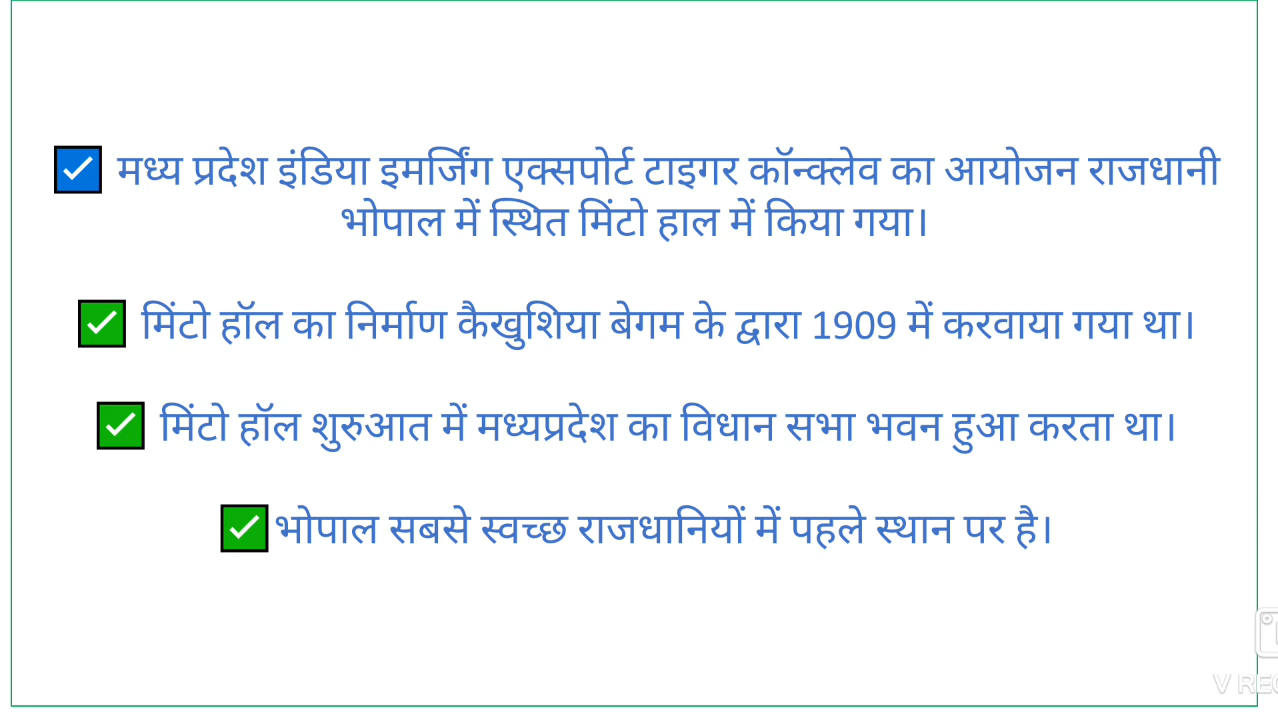 मध्य प्रदेश इंडिया इमर्जिंग एक्सपोर्ट टाइगर कॉन्क्लेव का आयोजन राजधानी
भोपाल में स्थित मिंटो हाल में किया गया।
मिंटो हॉल का निर्माण कैखुशिया बेगम के द्वारा 1909 में करवाया गया था।
मिंटो हॉल शुरुआत में मध्यप्रदेश का विधान सभा भवन हुआ करता था।
भोपाल सबसे स्वच्छ राजधानियों में पहले स्थान पर है।